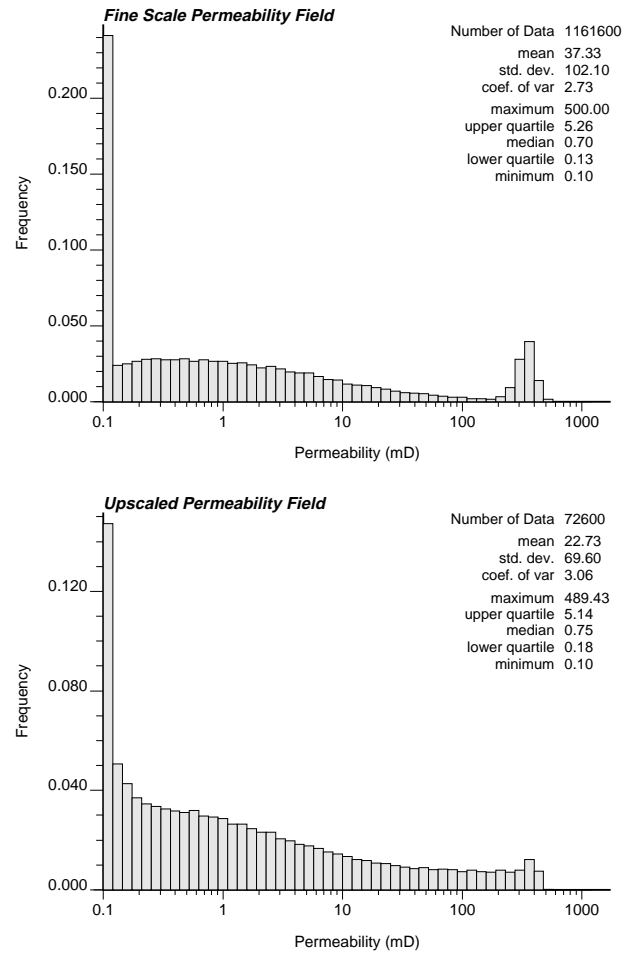 Fine Scale Permeability Field
Number of Data 1161600
mean 37.33
std. dev. 102.10
coef. of var 2.73
maximum 500.00
upper quartile 5.26
median 0.70
lower quartile 0.13
minimum 0.10
Frequency
0.200
0.150
0.100
0.050
0.000
0.1 1 10 100 1000
Permeability (mD)
Upscaled Permeability Field
Number of Data 72600
mean 22.73
std. dev. 69.60
coef. of var 3.06
maximum 489.43
upper quartile 5.14
median 0.75
lower quartile 0.18
minimum 0.10
Frequency
0.120
0.080
0.040
0.000
0.1 1 10 100 1000
Permeability (mD)